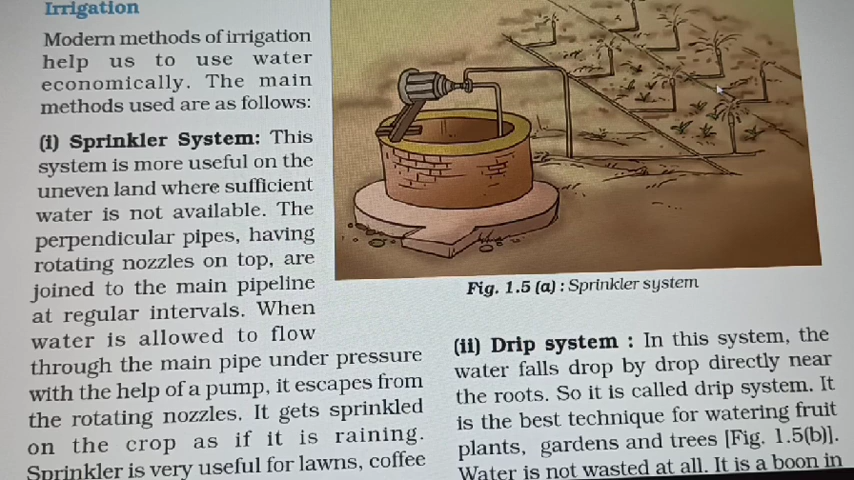 Irrigation
Modern methods of irrigation
help us to use water
economically. The main
methods used are as follows:
(i) Sprinkler System: This
system is more useful on the
uneven land where sufficient
water is not available. The
perpendicular pipes, having
rotating nozzles on top, are
joined to the main pipeline
at regular intervals. When
water is allowed to flow
through the main pipe under pressure
with the help of a pump, it escapes from
the rotating nozzles. It gets sprinkled
on the crop as if it is raining.
Sprinkler is very useful for lawns, coffee
Fig. 1.5 (a) : Sprinkler system
(ii) Drip system : In this system, the
water falls drop by drop directly near
the roots. So it is called drip system. It
is the best technique for watering fruit
plants, gardens and trees [Fig. 1.5(b)].
Water is not wasted at all. It is a boon in